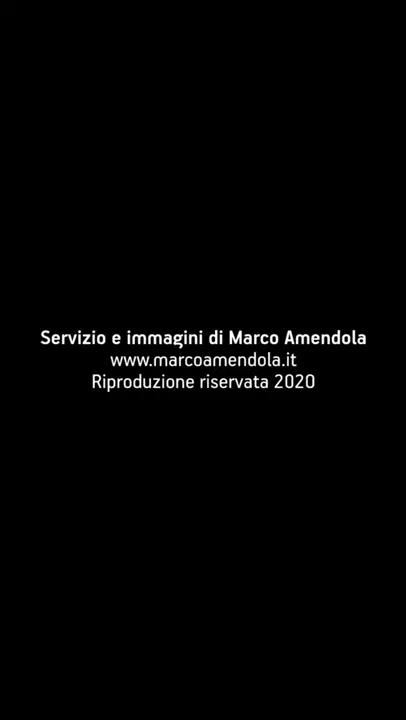 Servizio e immagini di Marco Amendola
www.marcoamendola.it
Riproduzione riservata 2020